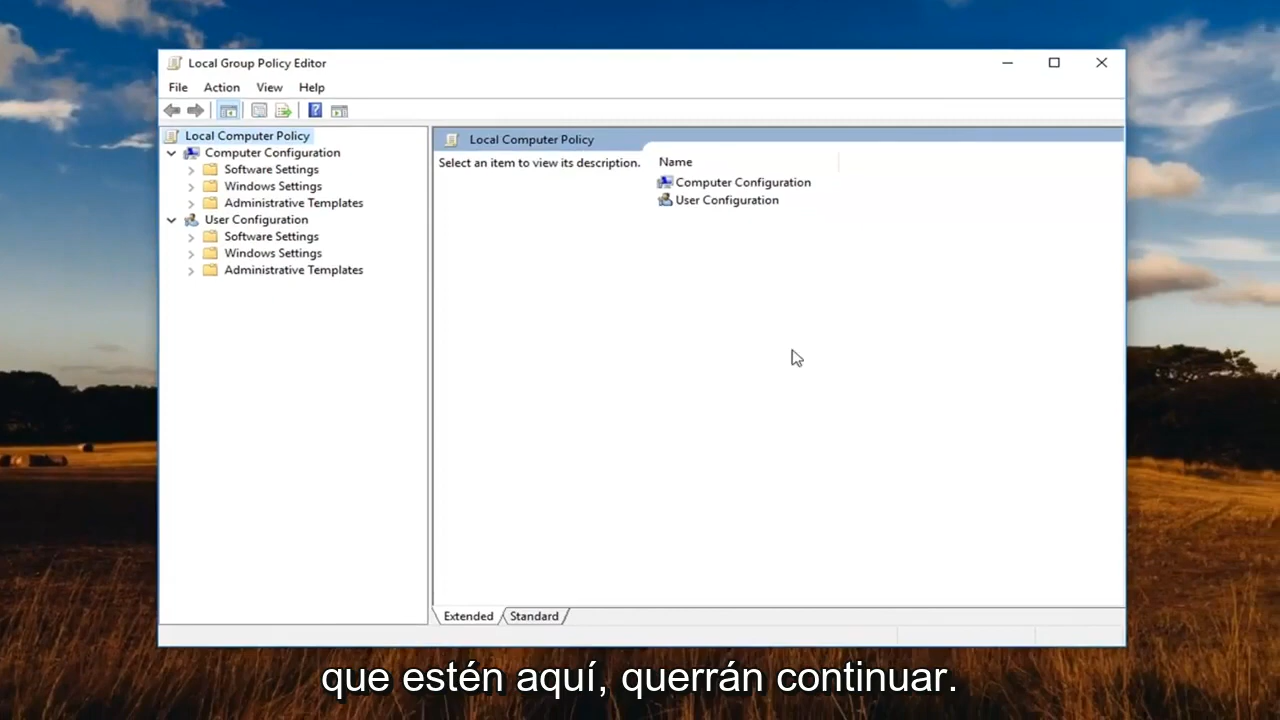 Local Group Policy Editor
File Action View Help
Local Computer Policy
Computer Configuration
Software Settings
Windows Settings
Administrative Templates
User Configuration
Software Settings
Windows Settings
Administrative Templates
Local Computer Policy
Select an item to view its description.
Name
Computer Configuration
User Configuration
Extended Standard
que estén aquí, querrán continuar.